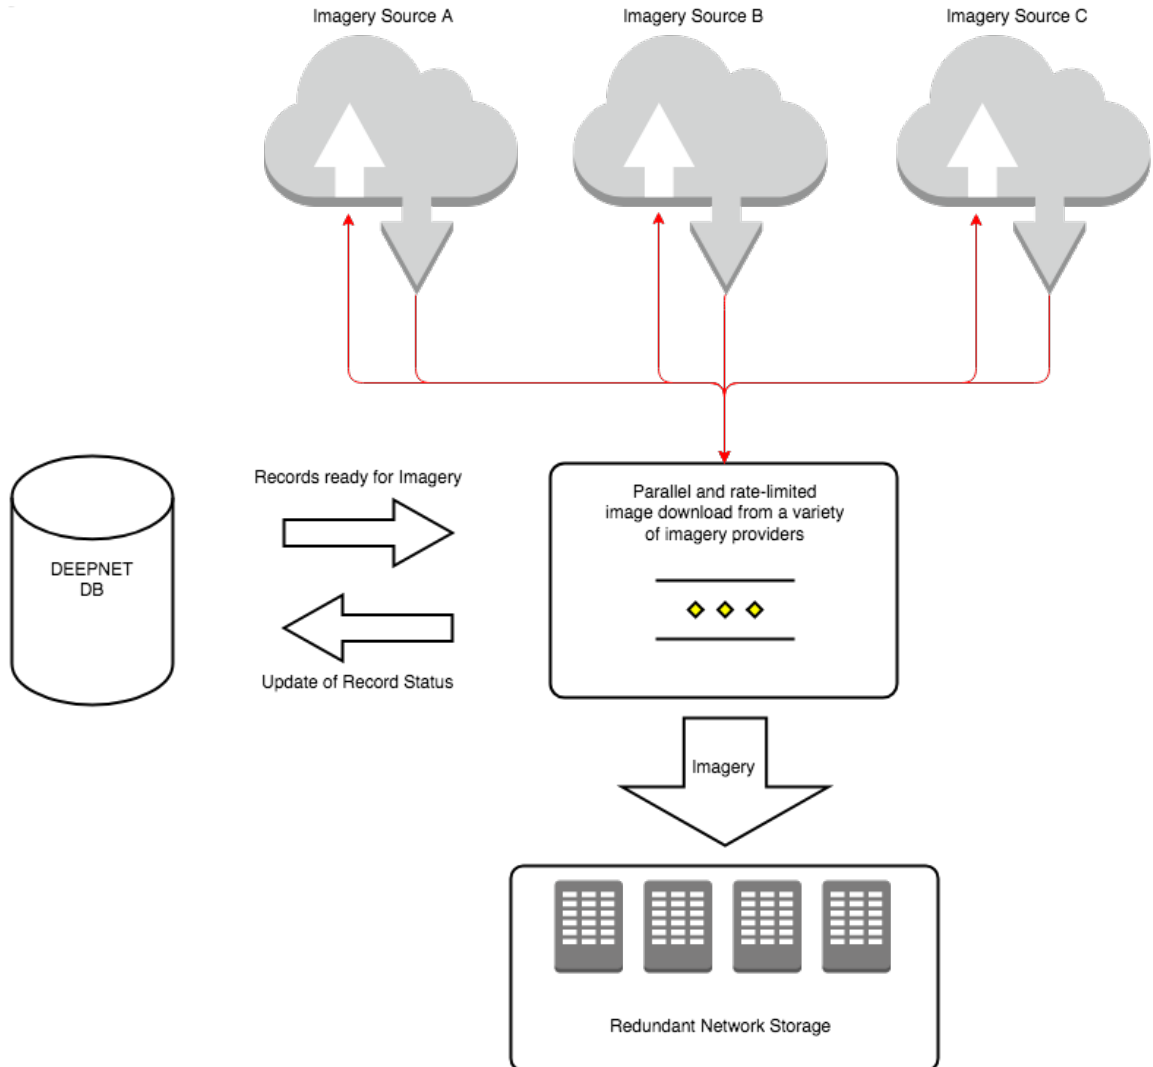 Imagery Source A
Imagery Source B
Imagery Source C
Records ready for Imagery
Parallel and rate-limited
image download from a variety
of imagery providers
DEEPNET
DB
Update of Record Status
Imagery
Redundant Network Storage